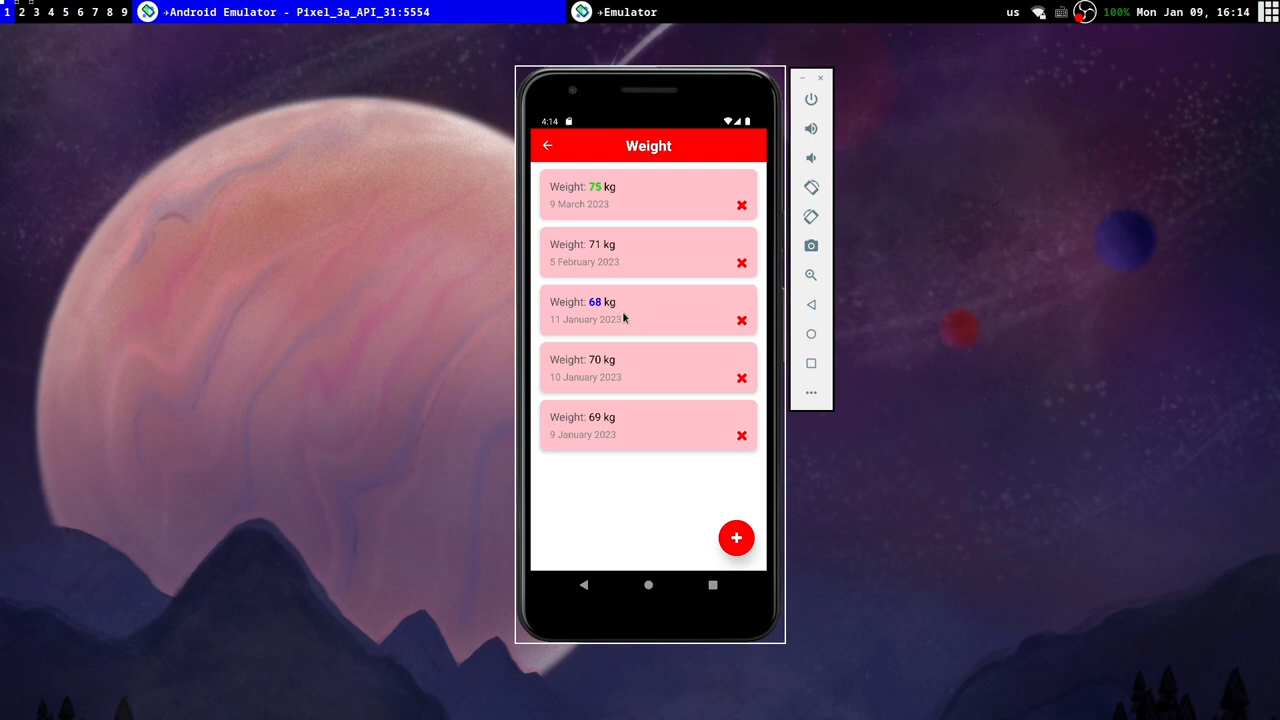 1 2 3 4 5 6 7 8 9 ✈Android Emulator - Pixel_3a_API_31:5554 ✈Emulator us 100% Mon Jan 09, 16:14
4:14
Weight
Weight: 75 kg
9 March 2023
Weight: 71 kg
5 February 2023
Weight: 68 kg
11 January 2023
Weight: 70 kg
10 January 2023
Weight: 69 kg
9 January 2023